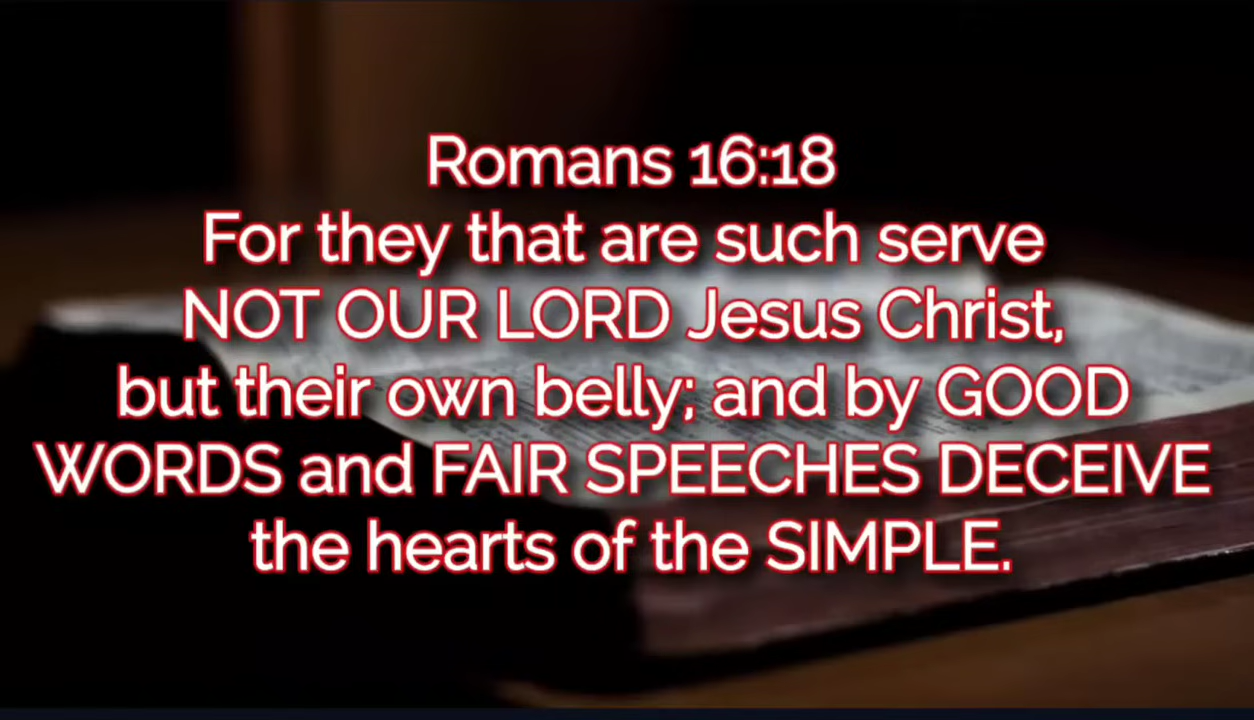 Romans 16:18
For they that are such serve
NOT OUR LORD Jesus Christ,
but their own belly; and by GOOD
WORDS and FAIR SPEECHES DECEIVE
the hearts of the SIMPLE.